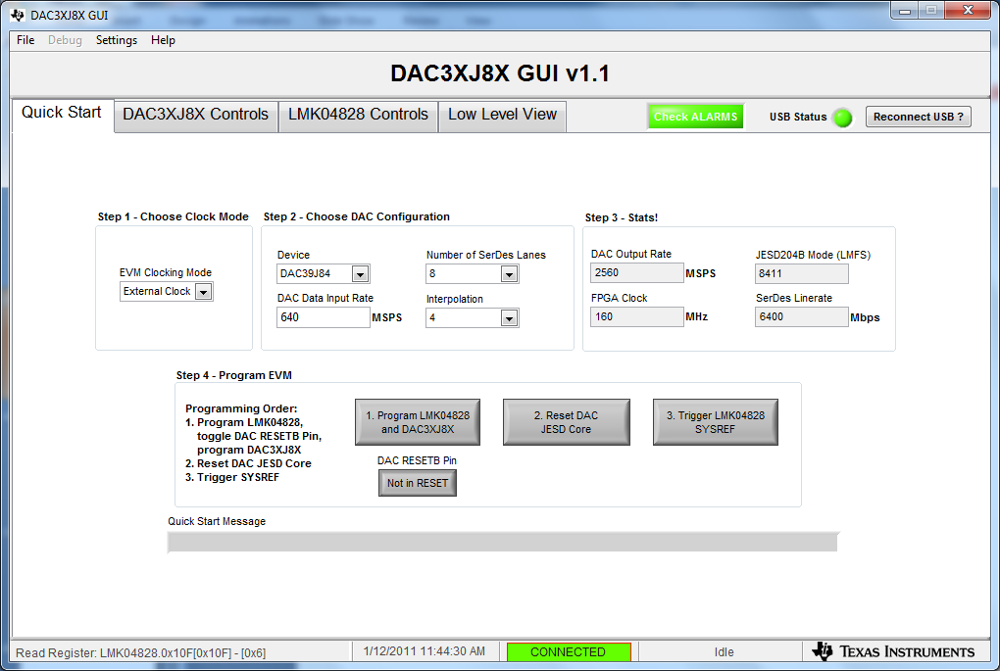 DAC3XJ8X GUI
File Debug Settings Help
DAC3XJ8X GUI v1.1
Quick Start DAC3XJ8X Controls LMK04828 Controls Low Level View Check ALARMS USB Status Reconnect USB ?
Step 1 - Choose Clock Mode
EVM Clocking Mode
External Clock
Step 2 - Choose DAC Configuration
Device
DAC39J84
Number of SerDes Lanes
8
DAC Data Input Rate
640 MSPS
Interpolation
4
Step 3 - Stats!
DAC Output Rate
2560 MSPS
JESD204B Mode (LMFS)
8411
FPGA Clock
160 MHz
SerDes Linerate
6400 Mbps
Step 4 - Program EVM
Programming Order:
1. Program LMK04828,
toggle DAC RESETB Pin,
program DAC3XJ8X
2. Reset DAC JESD Core
3. Trigger SYSREF
1. Program LMK04828
and DAC3XJ8X
2. Reset DAC
JESD Core
3. Trigger LMK04828
SYSREF
DAC RESETB Pin
Not in RESET
Quick Start Message
Read Register: LMK04828.0x10F[0x10F] - [0x6] 1/12/2011 11:44:30 AM CONNECTED Idle TEXAS INSTRUMENTS